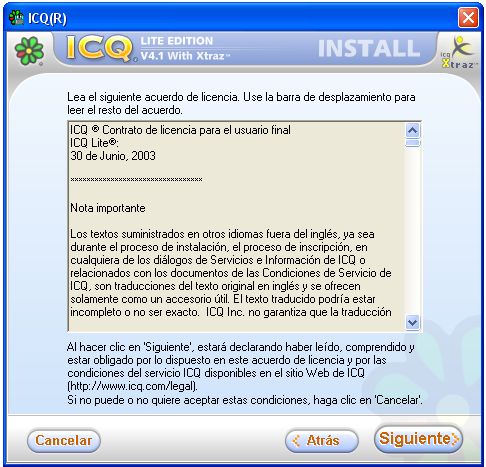 ICQ(R)
ICQ® LITE EDITION
V4.1 With Xtraz™
INSTALL
icq
Xtraz™
Lea el siguiente acuerdo de licencia. Use la barra de desplazamiento para
leer el resto del acuerdo.
ICQ ® Contrato de licencia para el usuario final
ICQ Lite®:
30 de Junio, 2003
*********************************
Nota importante
Los textos suministrados en otros idiomas fuera del inglés, ya sea
durante el proceso de instalación, el proceso de inscripción, en
cualquiera de los diálogos de Servicios e Información de ICQ o
relacionados con los documentos de las Condiciones de Servicio de
ICQ, son traducciones del texto original en inglés y se ofrecen
solamente como un accesorio útil. El texto traducido podría estar
incompleto o no ser exacto.  ICQ Inc. no garantiza que la traducción
Al hacer clic en 'Siguiente', estará declarando haber leído, comprendido y
estar obligado por lo dispuesto en este acuerdo de licencia y por las
condiciones del servicio ICQ disponibles en el sitio Web de ICQ
(http://www.icq.com/legal).
Si no puede o no quiere aceptar estas condiciones, haga clic en 'Cancelar'.
Cancelar
Atrás
Siguiente